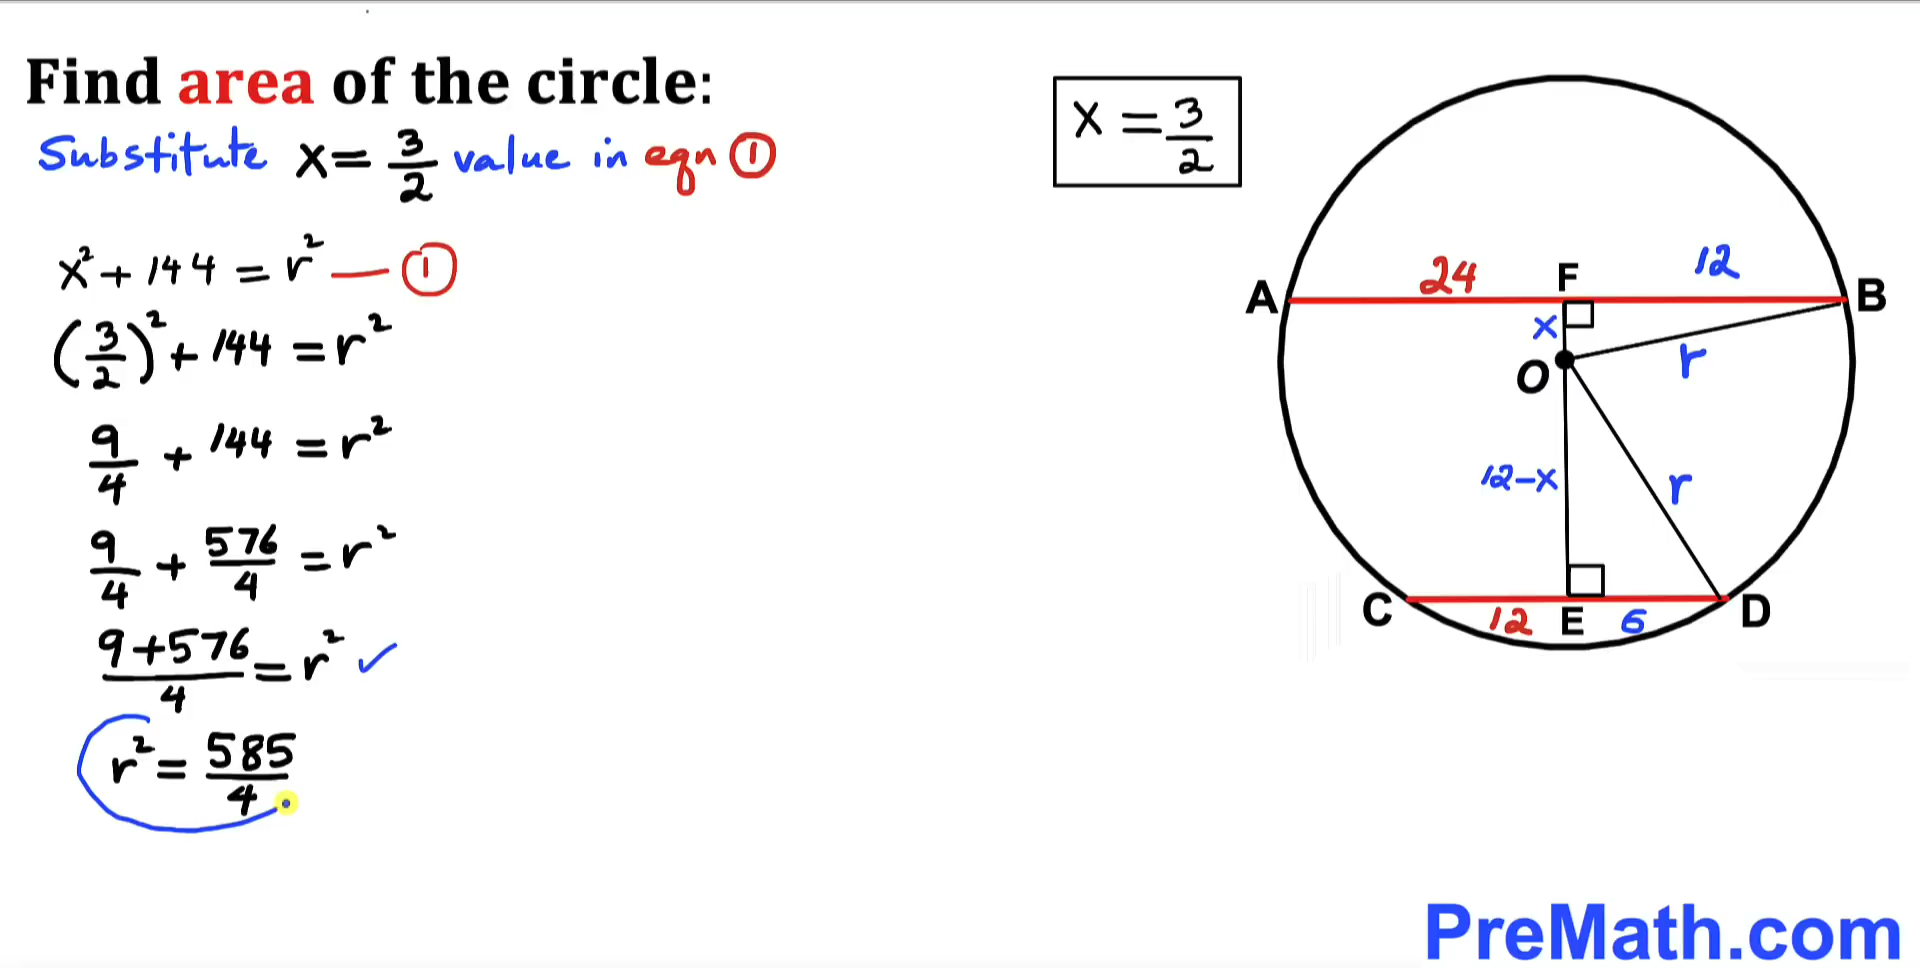 Find area of the circle:
Substitute x = 3/2 value in eqn ①
x² + 144 = r² — ①
(3/2)² + 144 = r²
9/4 + 144 = r²
9/4 + 576/4 = r²
9+576/4 = r² ✓
r² = 585/4
x = 3/2
24
F
12
A
B
x
O
r
12-x
r
C
12
E
6
D
PreMath.com